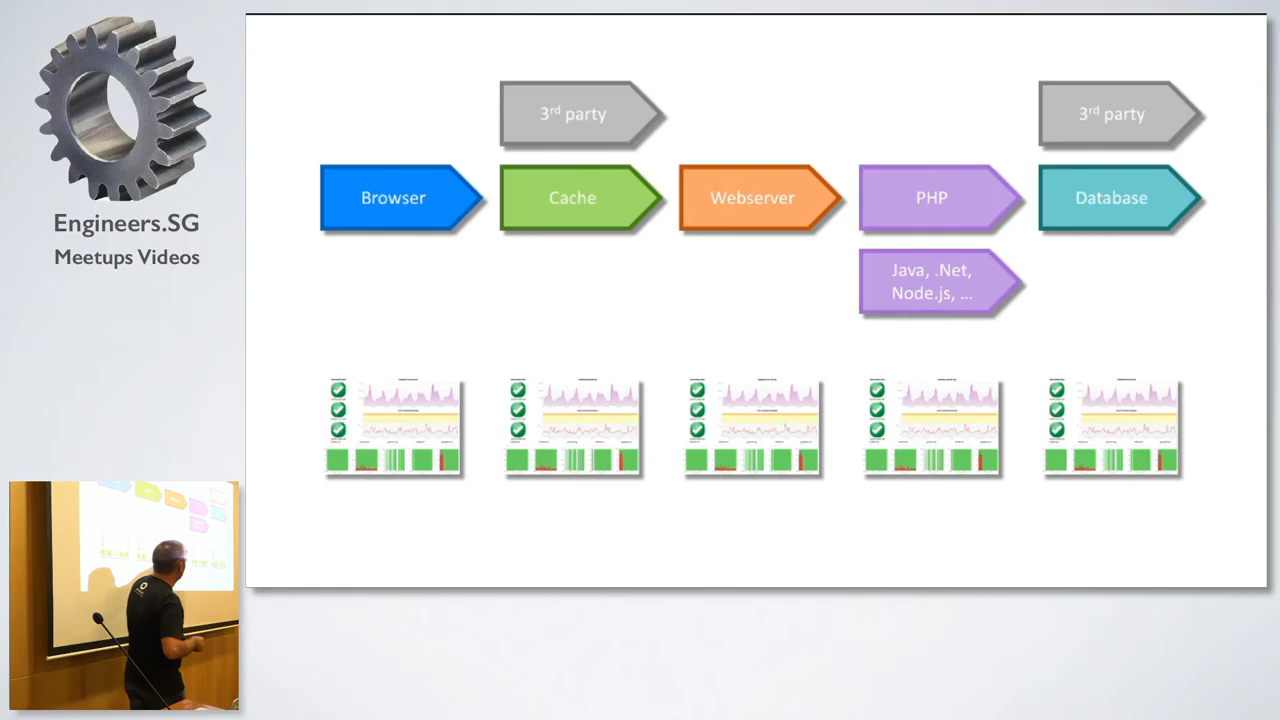 Engineers.SG
Meetups Videos
3rd party
3rd party
Browser
Cache
Webserver
PHP
Database
Java, .Net,
Node.js, ...